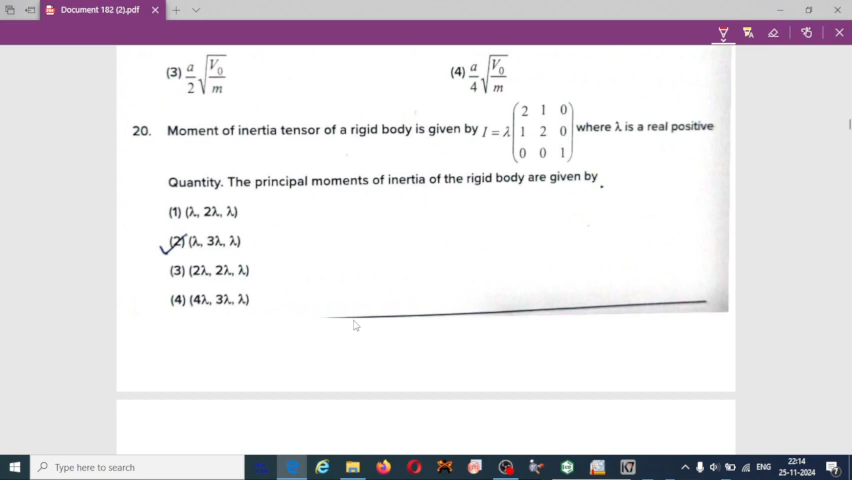 Document 182 (2).pdf
(3) a/2 √(V₀/m)
(4) a/4 √(V₀/m)
20. Moment of inertia tensor of a rigid body is given by I = λ (2 1 0; 1 2 0; 0 0 1) where λ is a real positive
Quantity. The principal moments of inertia of the rigid body are given by .
(1) (λ, 2λ, λ)
(2) (λ, 3λ, λ)
(3) (2λ, 2λ, λ)
(4) (4λ, 3λ, λ)
Type here to search
ENG
22:14
25-11-2024
7